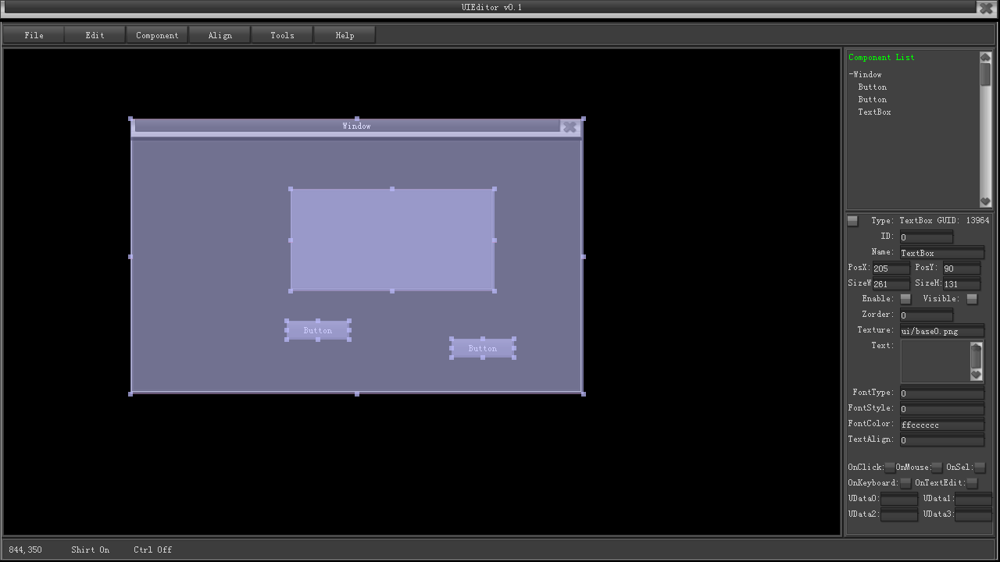 UIEditor v0.1
File Edit Component Align Tools Help
Component List
-Window
Button
Button
TextBox
Window
Button
Button
Type: TextBox GUID: 13964
ID: 0
Name: TextBox
PosX: 205 PosY: 90
SizeW 261 SizeH: 131
Enable: Visible:
Zorder: 0
Texture: ui/base0.png
Text:
FontType: 0
FontStyle: 0
FontColor: ffcccccc
TextAlign: 0
OnClick: OnMouse: OnSel:
OnKeyboard: OnTextEdit:
UData0: UData1:
UData2: UData3:
844,350 Shirt On Ctrl Off